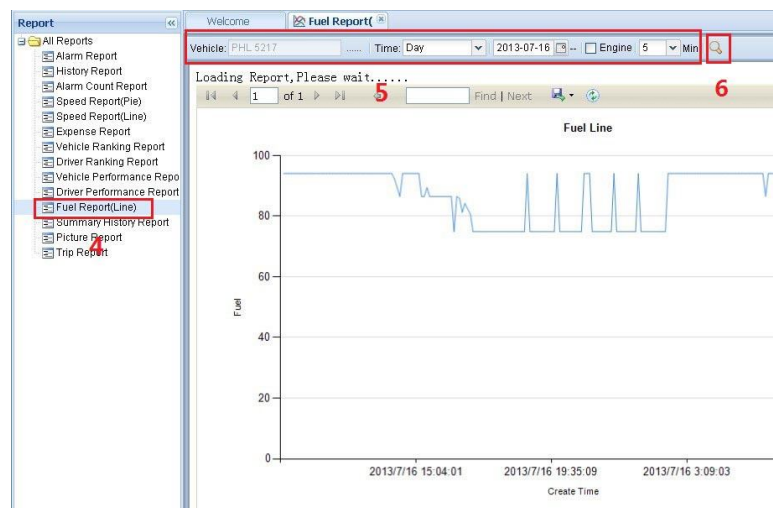 Report
Welcome
Fuel Report(
All Reports
Alarm Report
History Report
Alarm Count Report
Speed Report(Pie)
Speed Report(Line)
Expense Report
Vehicle Ranking Report
Driver Ranking Report
Vehicle Performance Repo
Driver Performance Report
Fuel Report(Line)
Summary History Report
Picture Report
Trip Report
4
Vehicle: PHL 5217 ...... Time: Day 2013-07-16 -- Engine 5 Min
5
6
Loading Report,Please wait......
1 of 1 Find | Next
Fuel Line
100
80
60
40
20
0
Fuel
2013/7/16 15:04:01 2013/7/16 19:35:09 2013/7/16 3:09:03
Create Time